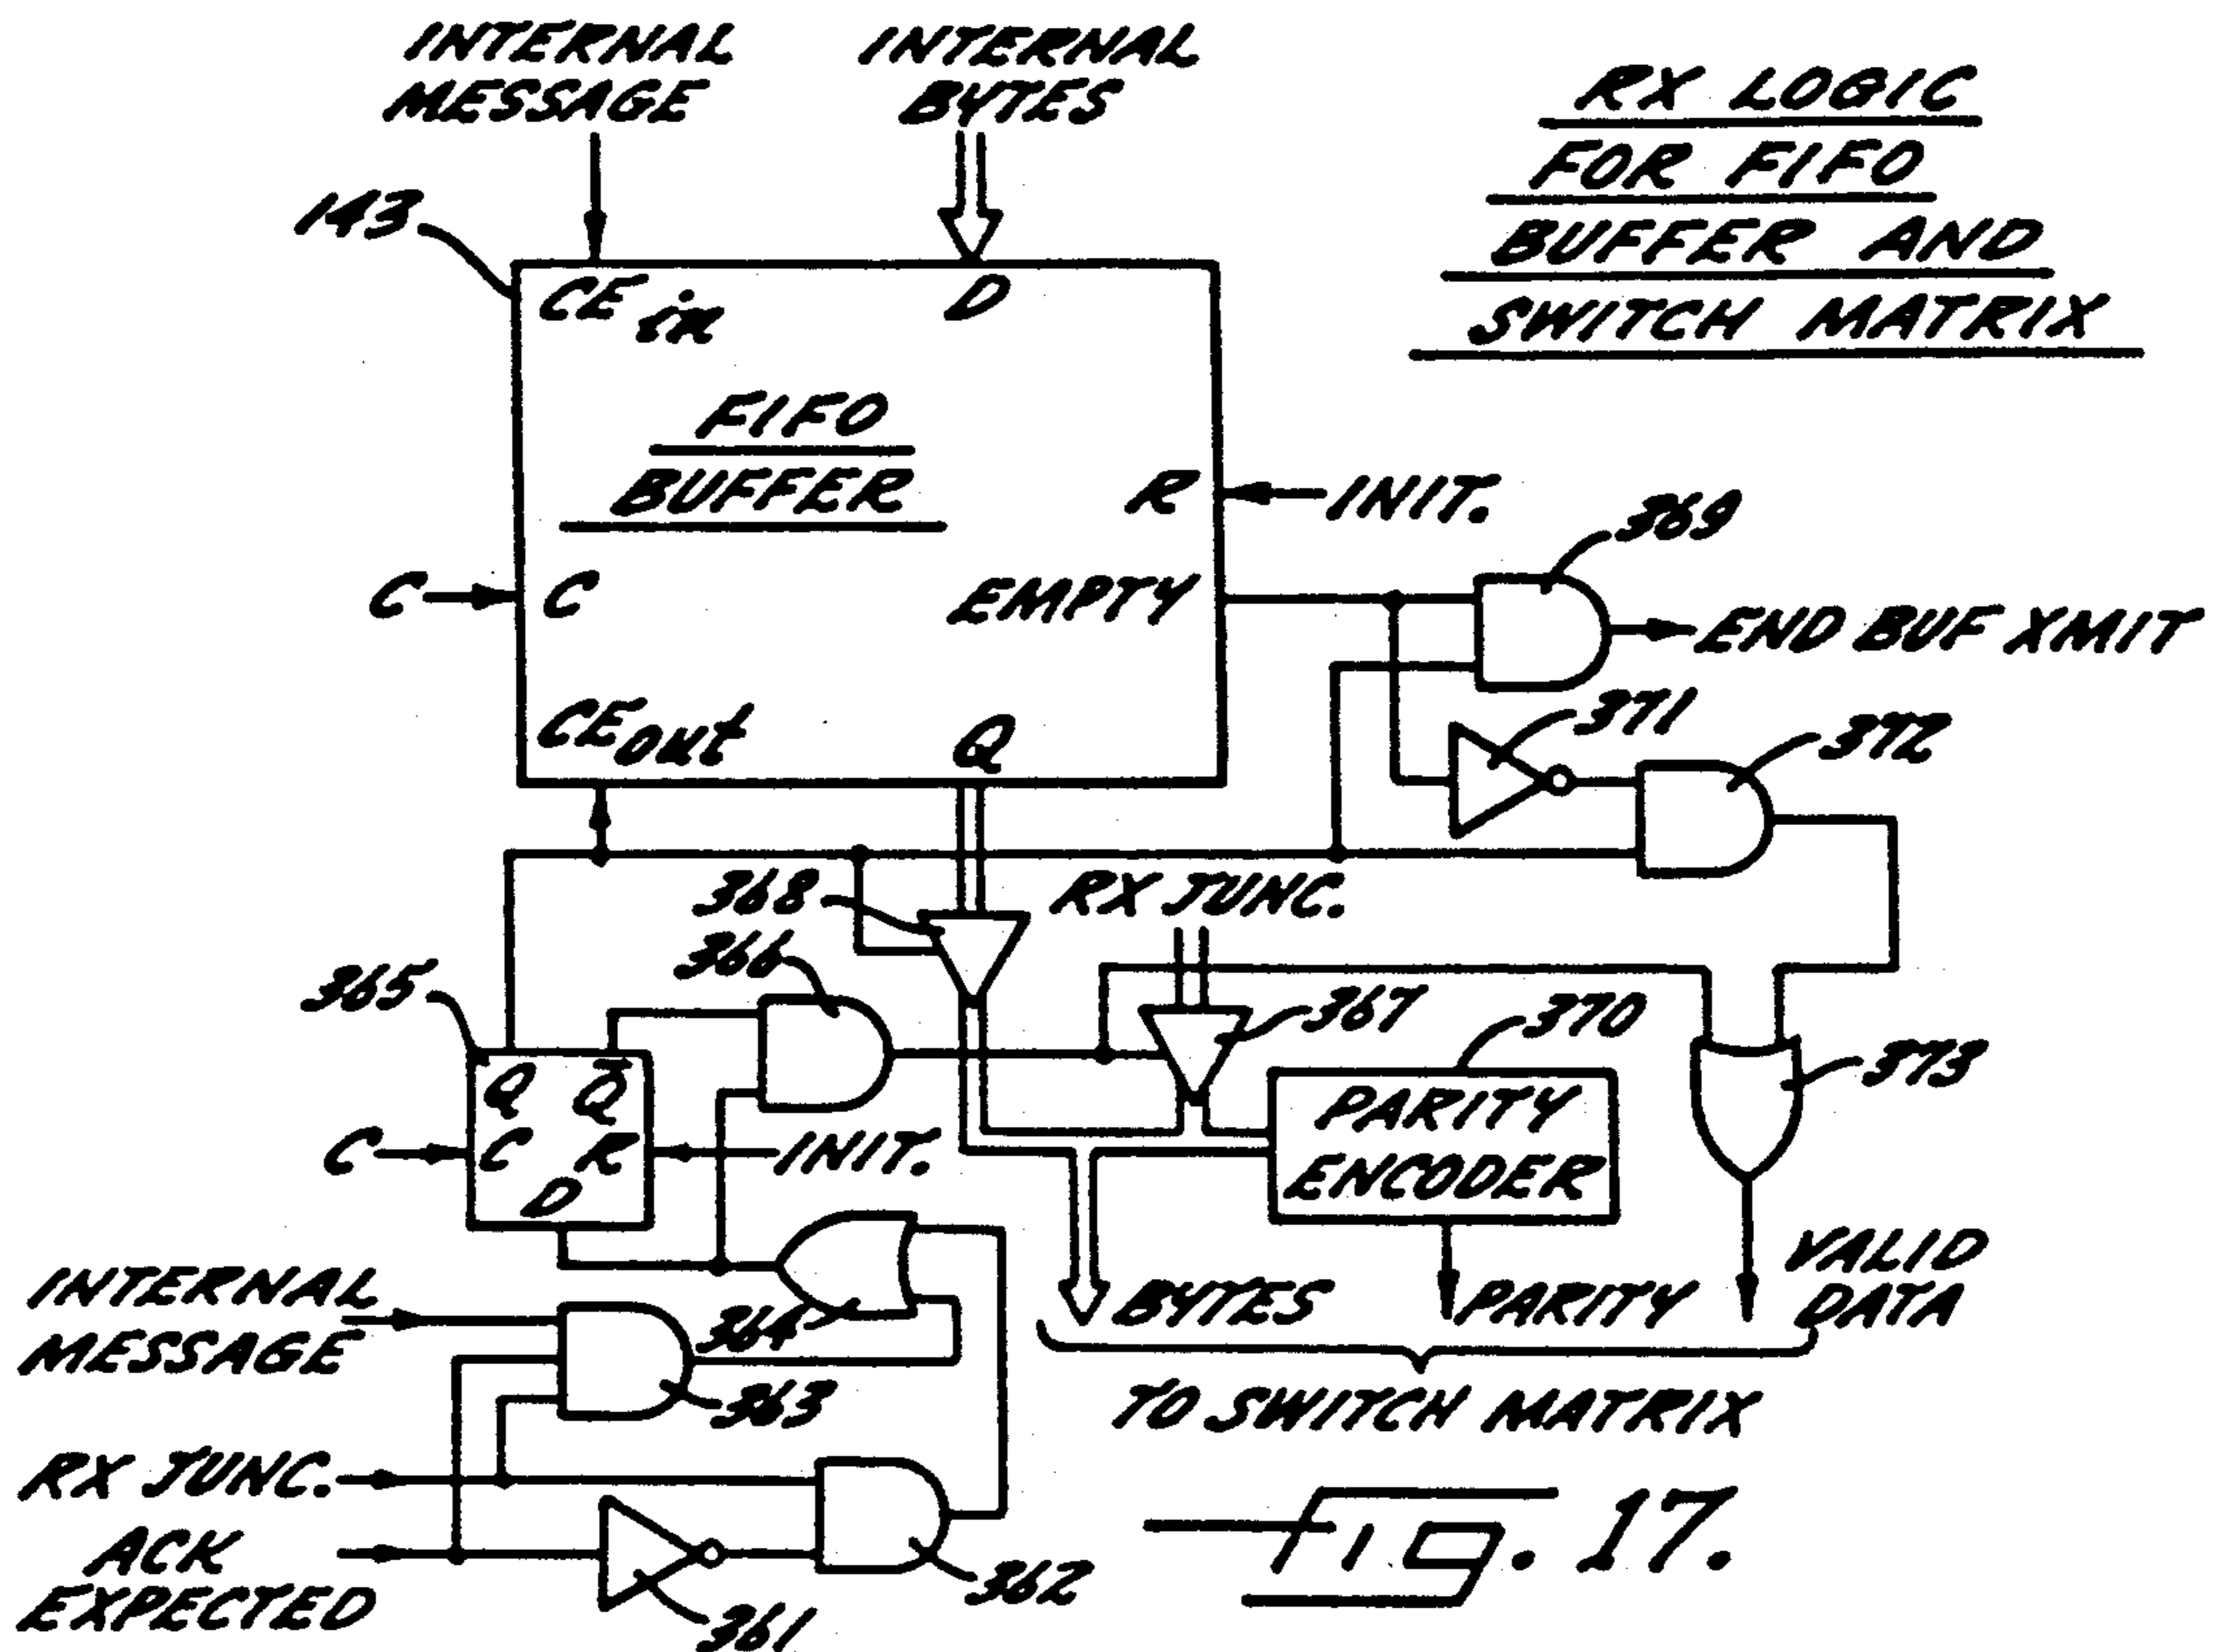 INTERNAL
MESSAGE
INTERNAL
BYTES
RX LOGIC
FOR FIFO
BUFFER AND
SWITCH MATRIX
143
CE in
D
FIFO
BUFFER
R
INIT.
369
C
C
EMPTY
END BUF XMIT
CE out
Q
371
372
368
RX JUNC.
366
365
367
370
373
Q
Q̅
C
C
R
D
INIT.
PARITY
ENCODER
VALID
DATA
INTERNAL
MESSAGE
364
BYTES
PARITY
363
TO SWITCH MATRIX
RX JUNC.
ACK
EXPECTED
361
362
FIG. 17.